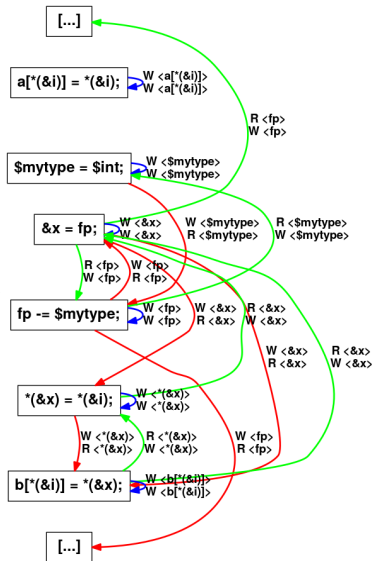 [...]
a[*(&i)] = *(&i);
W <a[*(&i)]>
W <a[*(&i)]>
R <fp>
W <fp>
$mytype = $int;
W <$mytype>
W <$mytype>
&x = fp;
W <&x>
W <&x>
W <$mytype>
R <$mytype>
R <$mytype>
W <$mytype>
R <fp>
W <fp>
W <fp>
R <fp>
fp -= $mytype;
W <fp>
W <fp>
W <&x>
R <&x>
R <&x>
W <&x>
W <&x>
R <&x>
R <&x>
W <&x>
*(&x) = *(&i);
W <*(&x)>
W <*(&x)>
W <*(&x)>
R <*(&x)>
R <*(&x)>
W <*(&x)>
W <fp>
R <fp>
b[*(&i)] = *(&x);
W <b[*(&i)]>
W <b[*(&i)]>
[...]